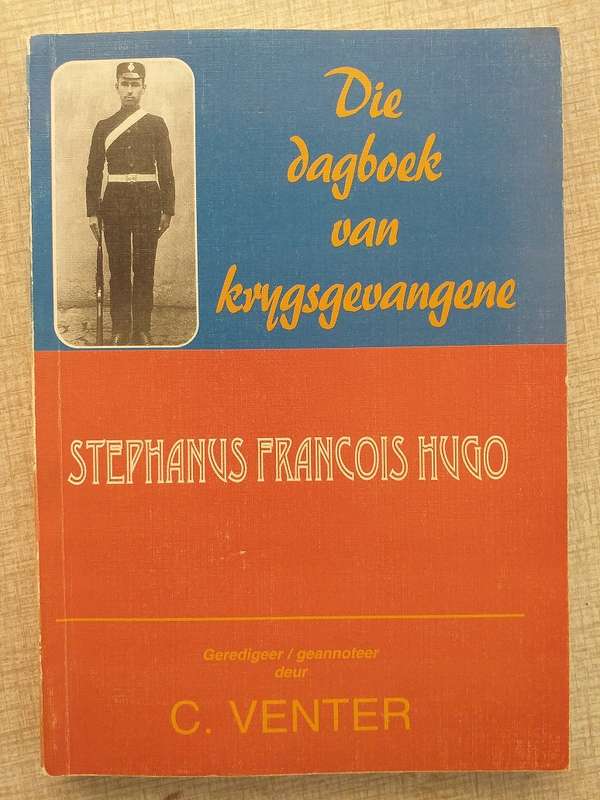 Die
dagboek
van
krygsgevangene
STEPHANUS FRANCOIS HUGO
Geredigeer / geannoteer
deur
C. VENTER